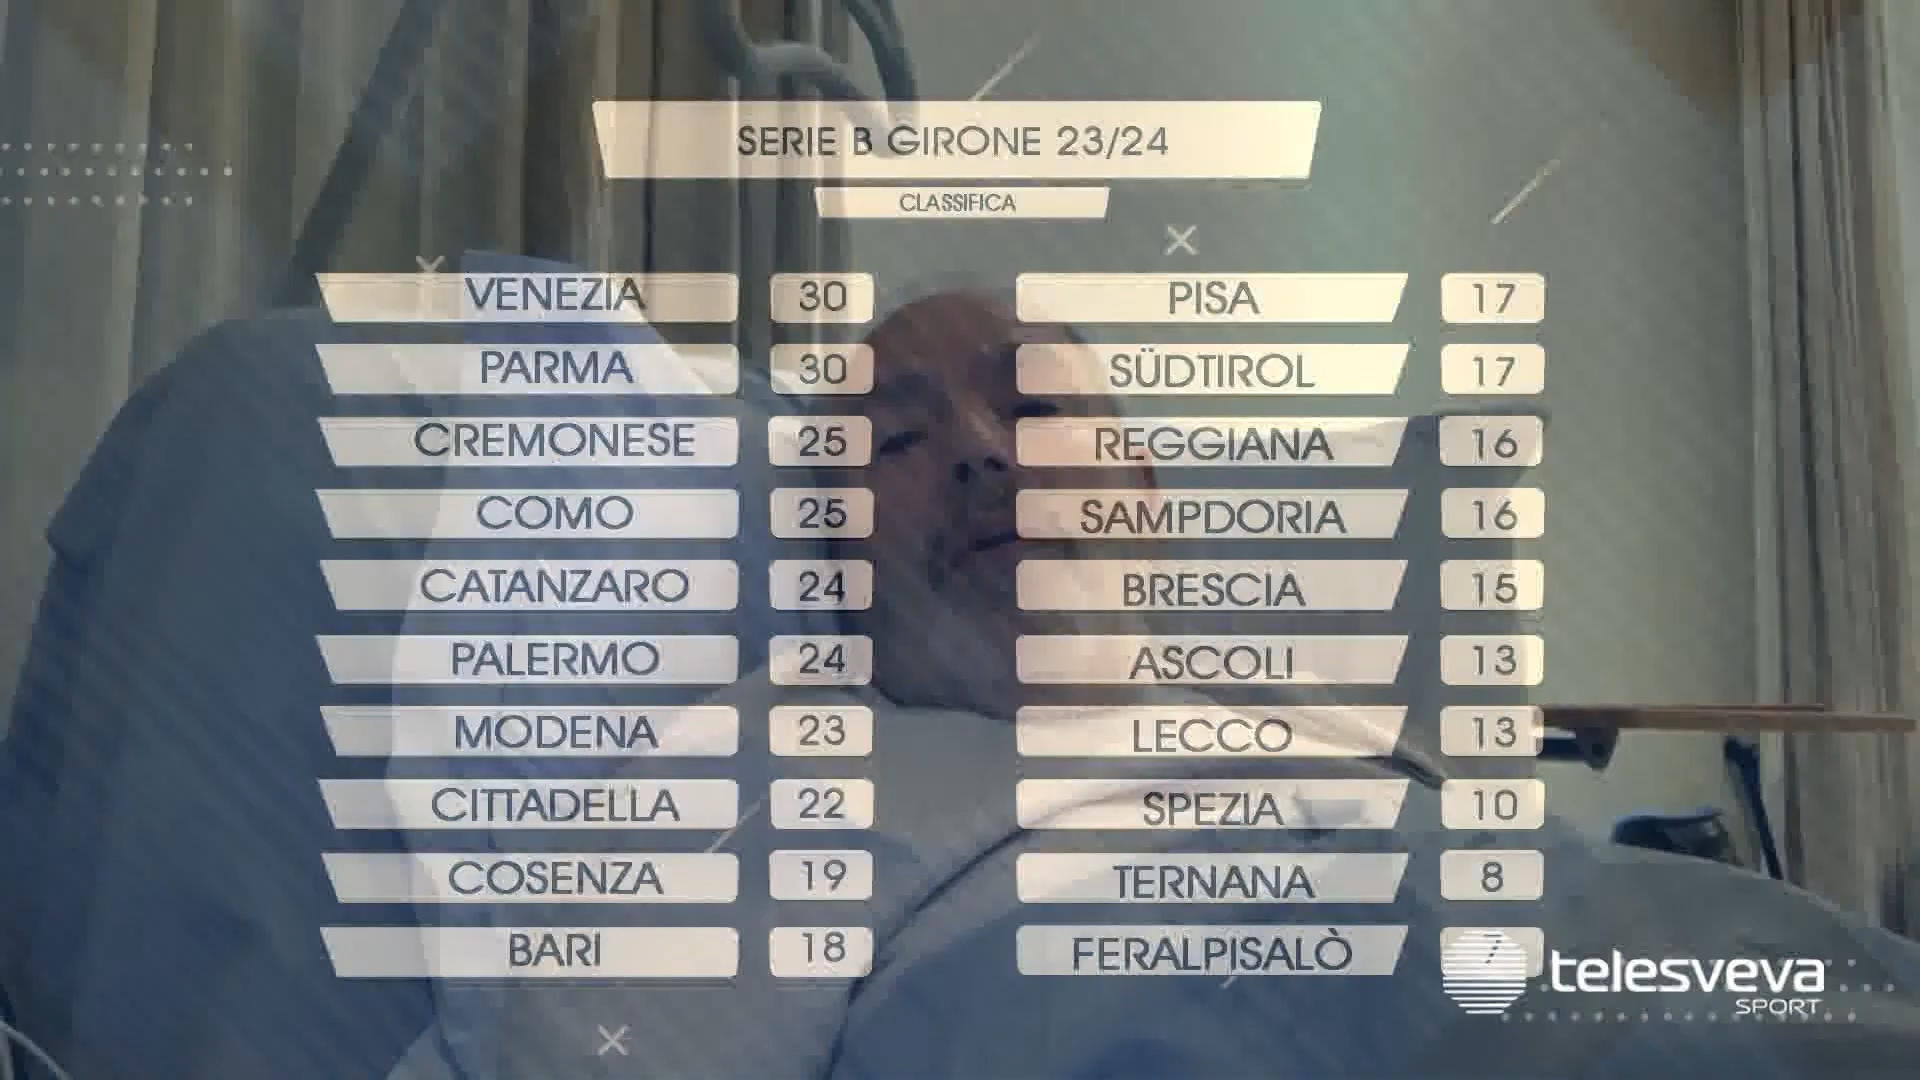 SERIE B GIRONE 23/24
CLASSIFICA
VENEZIA 30
PARMA 30
CREMONESE 25
COMO 25
CATANZARO 24
PALERMO 24
MODENA 23
CITTADELLA 22
COSENZA 19
BARI 18
PISA 17
SÜDTIROL 17
REGGIANA 16
SAMPDORIA 16
BRESCIA 15
ASCOLI 13
LECCO 13
SPEZIA 10
TERNANA 8
FERALPISALÒ 7
telesveva
SPORT